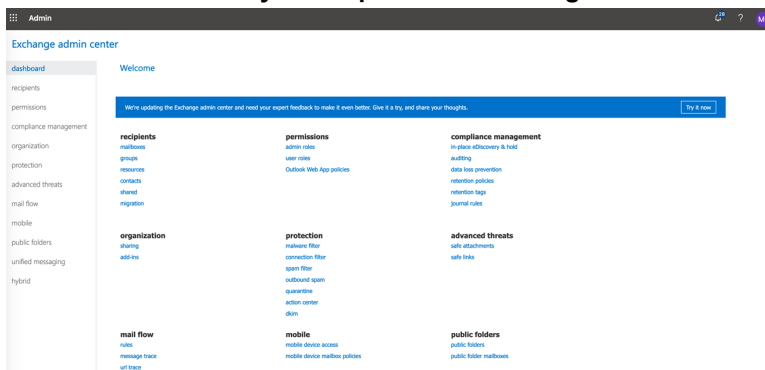 Admin
28
?
M
Exchange admin center
dashboard
recipients
permissions
compliance management
organization
protection
advanced threats
mail flow
mobile
public folders
unified messaging
hybrid
Welcome
We're updating the Exchange admin center and need your expert feedback to make it even better. Give it a try, and share your thoughts.
Try it now
recipients
mailboxes
groups
resources
contacts
shared
migration
permissions
admin roles
user roles
Outlook Web App policies
compliance management
in-place eDiscovery & hold
auditing
data loss prevention
retention policies
retention tags
journal rules
organization
sharing
add-ins
protection
malware filter
connection filter
spam filter
outbound spam
quarantine
action center
dkim
advanced threats
safe attachments
safe links
mail flow
rules
message trace
url trace
mobile
mobile device access
mobile device mailbox policies
public folders
public folders
public folder mailboxes